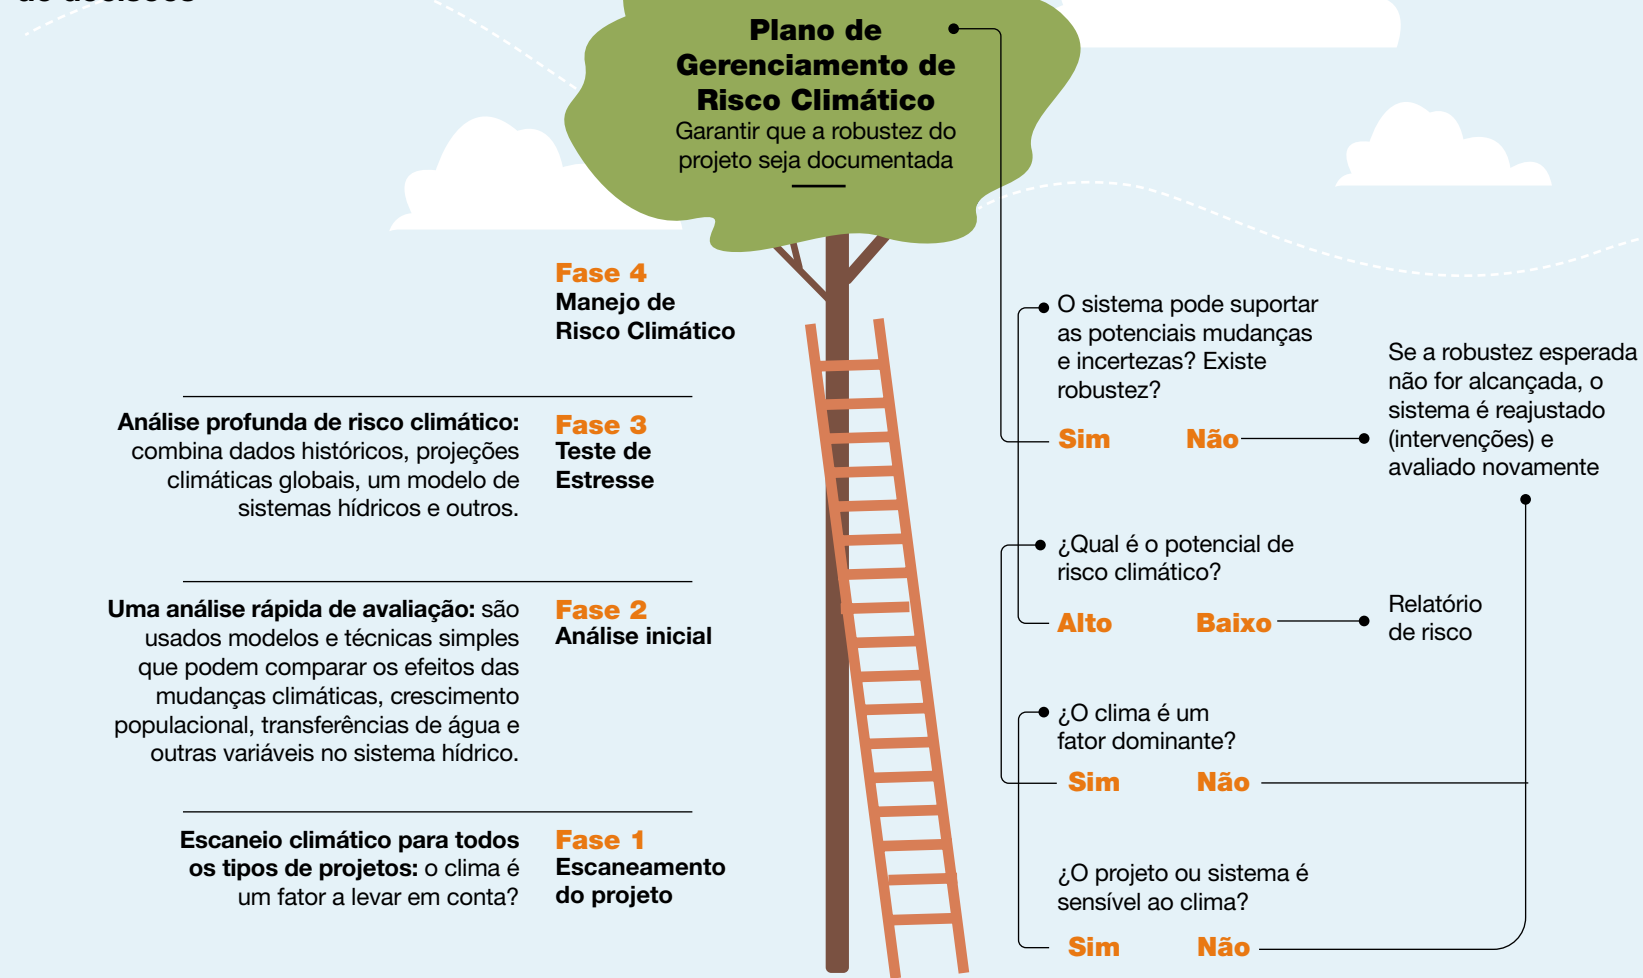 de decisões
Plano de
Gerenciamento de
Risco Climático
Garantir que a robustez do
projeto seja documentada
Fase 4
Manejo de
Risco Climático
Análise profunda de risco climático:
combina dados históricos, projeções
climáticas globais, um modelo de
sistemas hídricos e outros.
Fase 3
Teste de
Estresse
Uma análise rápida de avaliação: são
usados modelos e técnicas simples
que podem comparar os efeitos das
mudanças climáticas, crescimento
populacional, transferências de água e
outras variáveis no sistema hídrico.
Fase 2
Análise inicial
Escaneio climático para todos
os tipos de projetos: o clima é
um fator a levar em conta?
Fase 1
Escaneamento
do projeto
O sistema pode suportar
as potenciais mudanças
e incertezas? Existe
robustez?
Sim Não
Se a robustez esperada
não for alcançada, o
sistema é reajustado
(intervenções) e
avaliado novamente
¿Qual é o potencial de
risco climático?
Alto Baixo
Relatório
de risco
¿O clima é um
fator dominante?
Sim Não
¿O projeto ou sistema é
sensível ao clima?
Sim Não